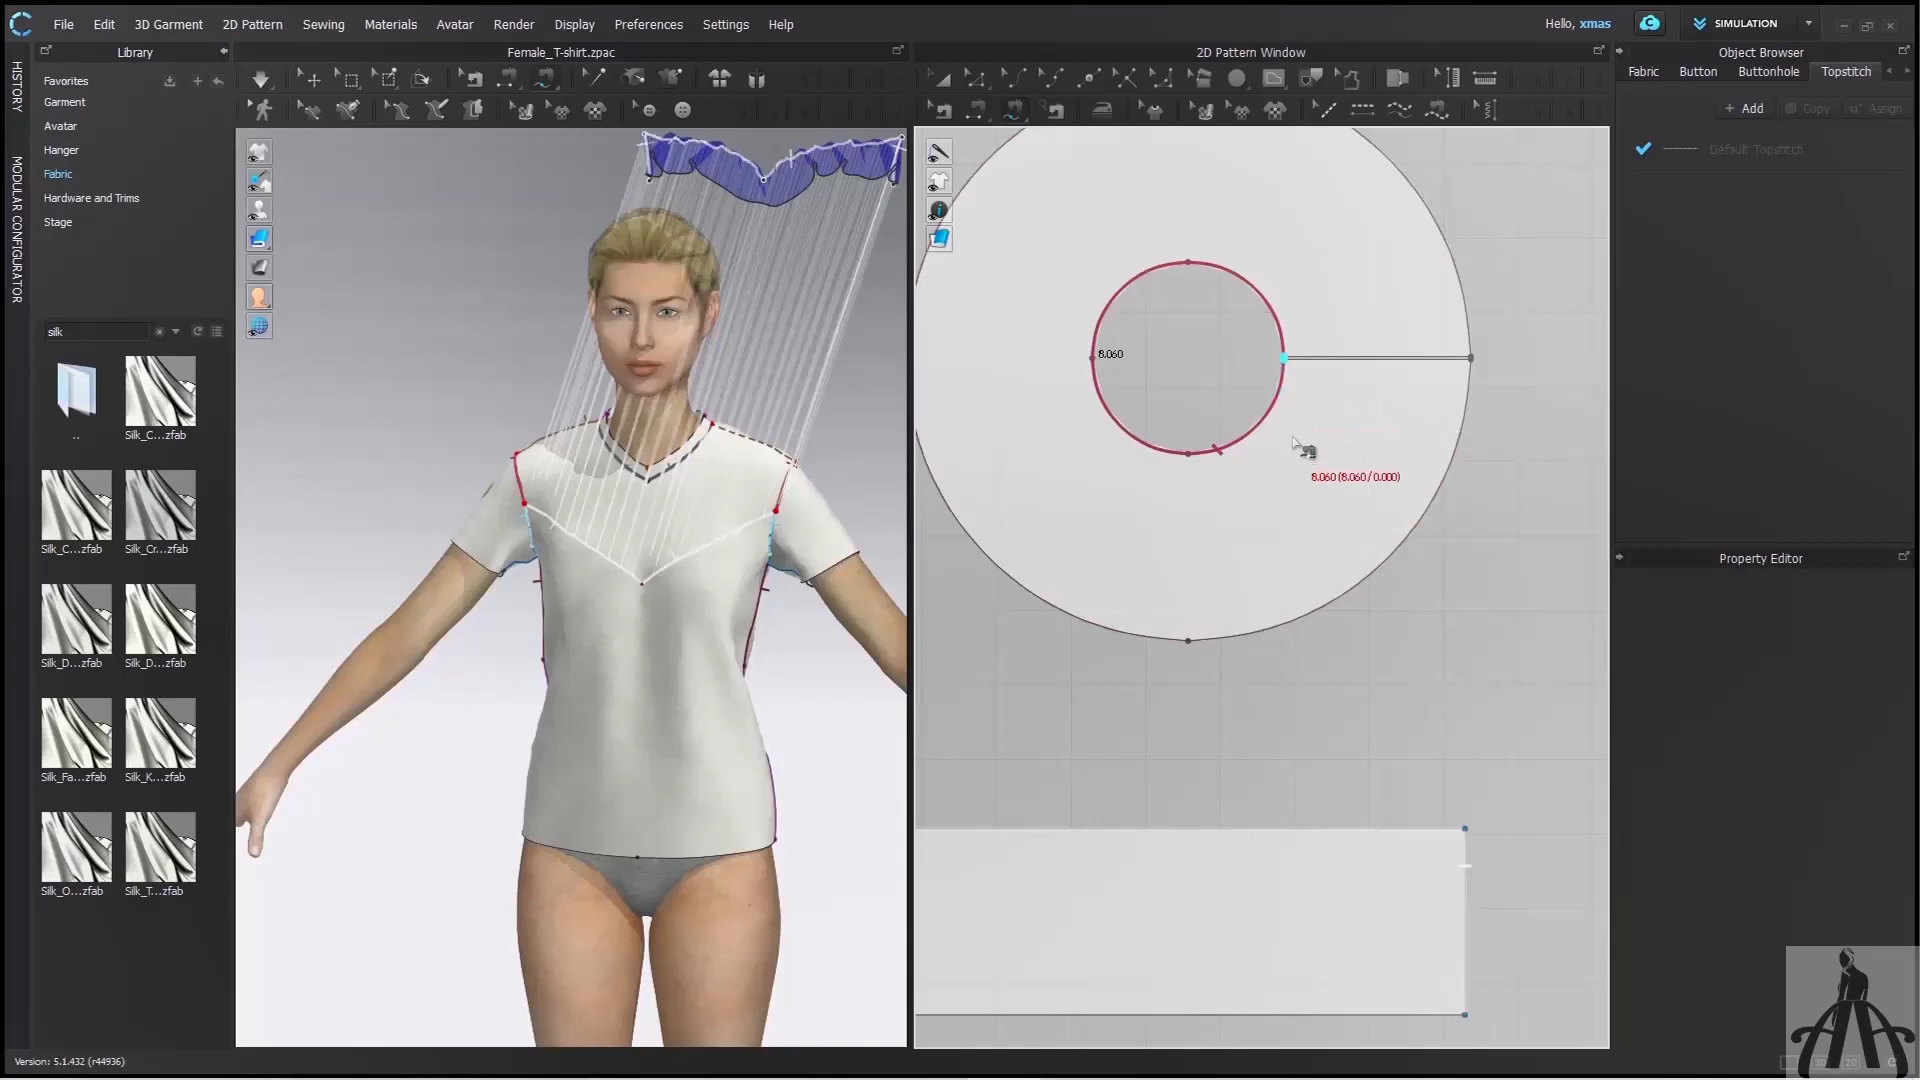 File Edit 3D Garment 2D Pattern Sewing Materials Avatar Render Display Preferences Settings Help
Hello, xmas
SIMULATION
Library
Female_T-shirt.zpac
2D Pattern Window
Object Browser
HISTORY
MODULAR CONFIGURATOR
Favorites
Garment
Avatar
Hanger
Fabric
Hardware and Trims
Stage
Fabric Button Buttonhole Topstitch
+ Add Copy Assign
Default Topstitch
silk
..
Silk_C...zfab
Silk_C...zfab
Silk_Cr...zfab
Silk_D...zfab
Silk_D...zfab
Silk_Fa...zfab
Silk_K...zfab
Silk_O...zfab
Silk_T...zfab
8.060
8.060 (8.060 / 0.000)
Property Editor
Version: 5.1.432 (r44936)